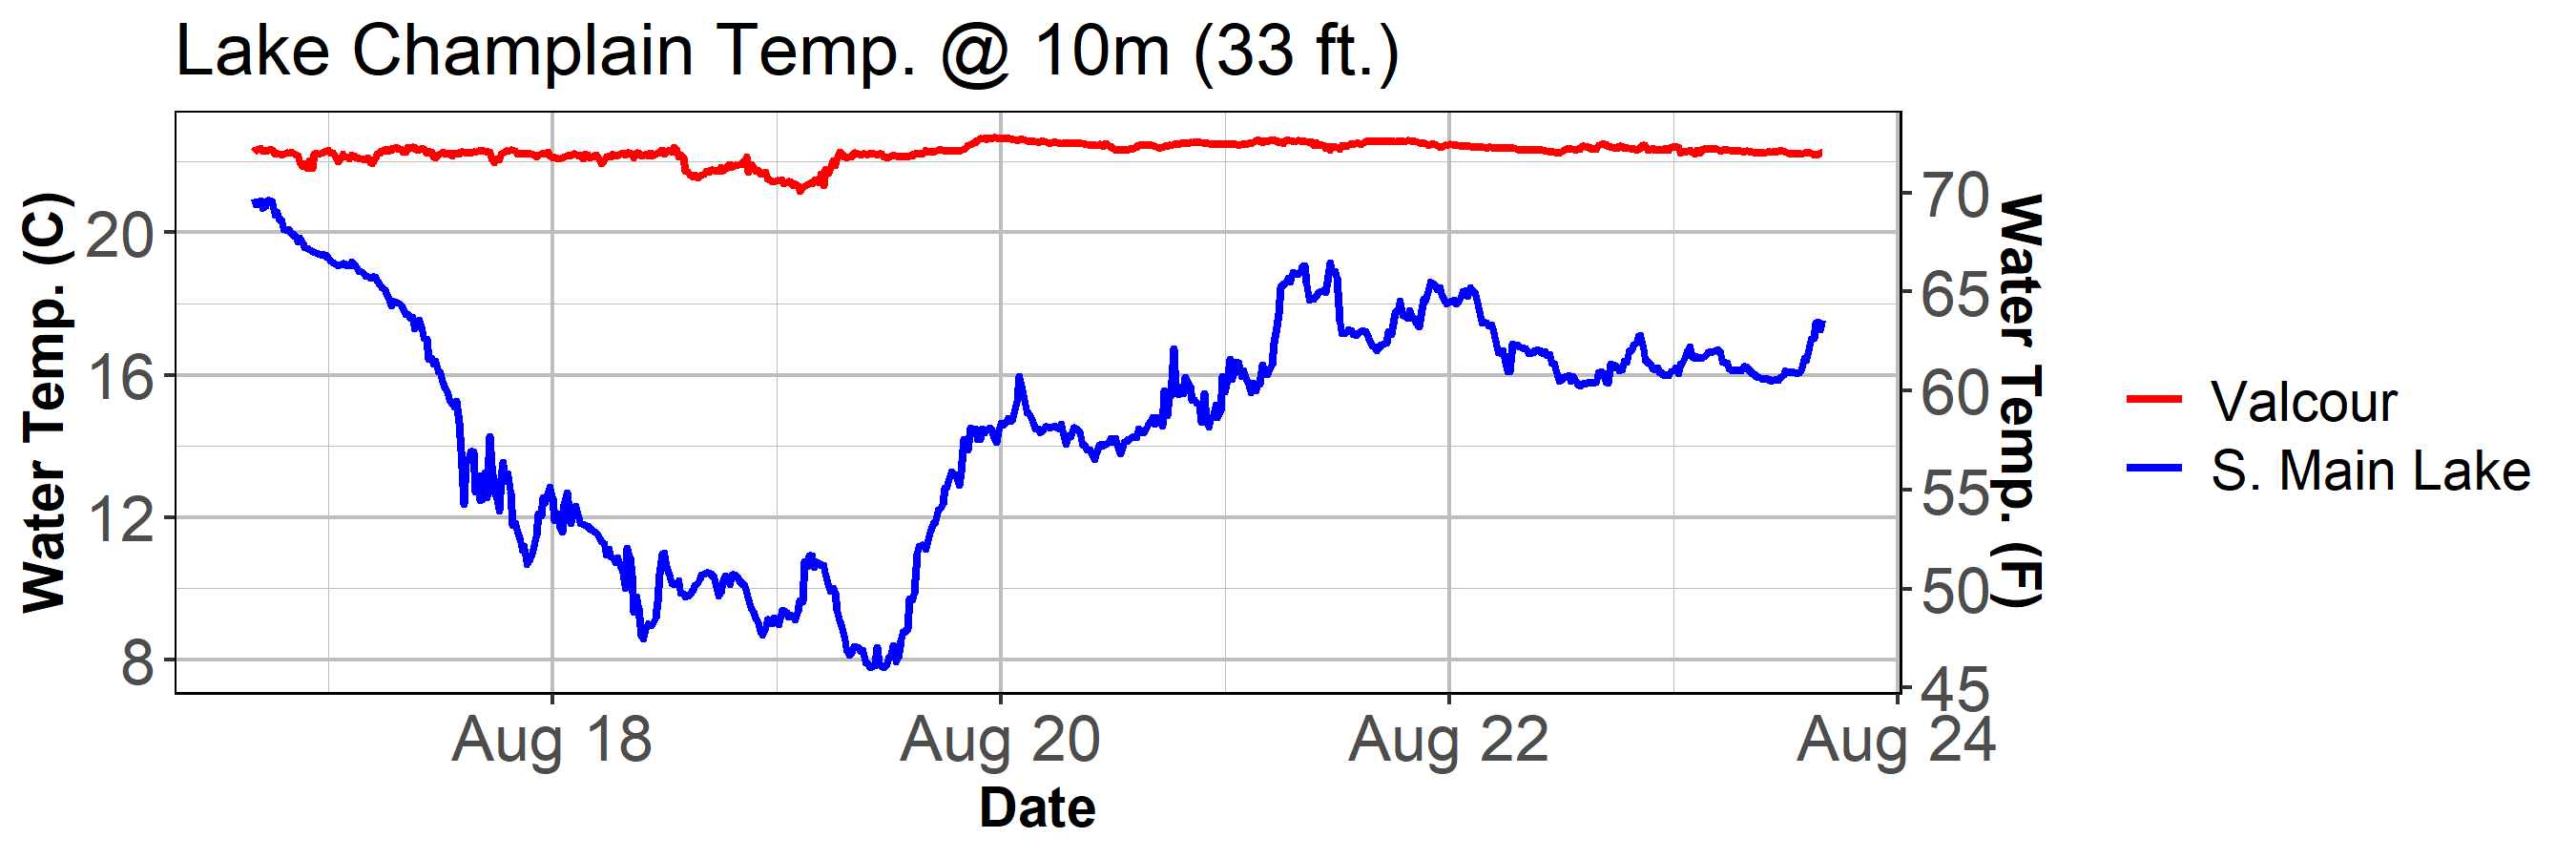 Lake Champlain Temp. @ 10m (33 ft.)
Water Temp. (C)
20
16
12
8
70
65
60
55
50
45
Water Temp. (F)
Aug 18
Aug 20
Aug 22
Aug 24
Date
Valcour
S. Main Lake